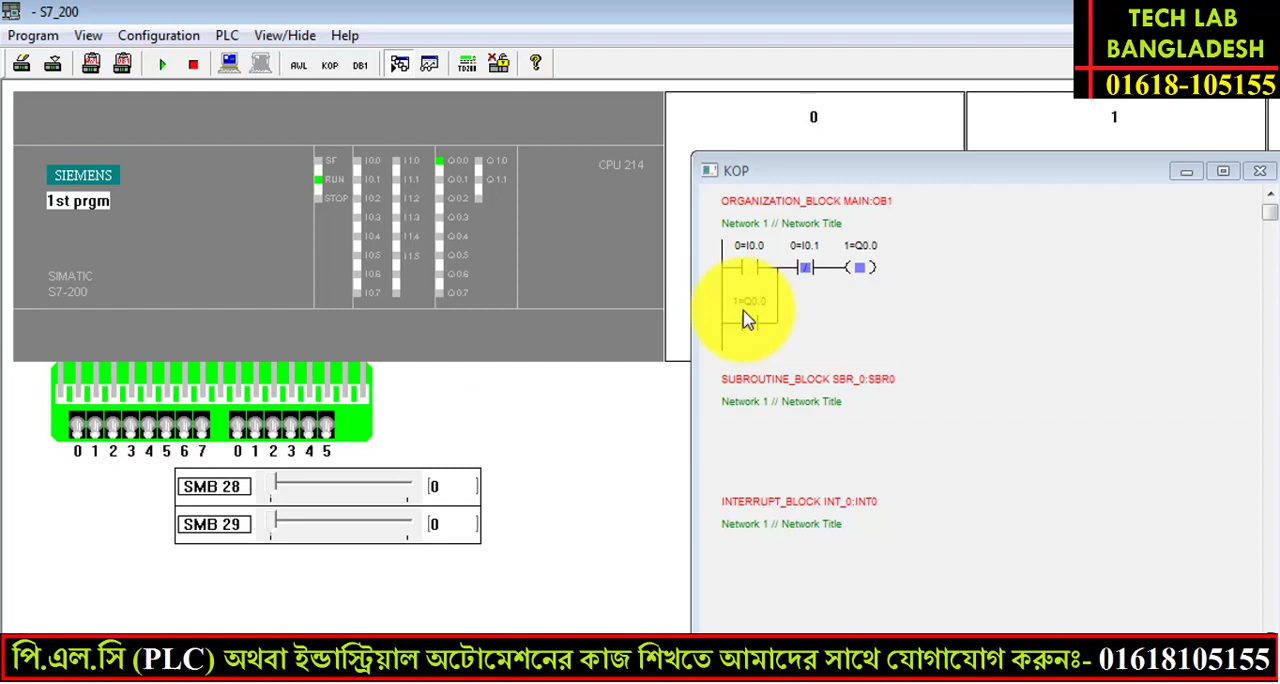 - S7_200
TECH LAB
BANGLADESH
01618-105155
Program View Configuration PLC View/Hide Help
AWL KOP DB1
0 1
SIEMENS
1st prgm
SIMATIC
S7-200
SF
RUN
STOP
I0.0 I1.0 Q0.0 Q1.0
I0.1 I1.1 Q0.1 Q1.1
I0.2 I1.2 Q0.2
I0.3 I1.3 Q0.3
I0.4 I1.4 Q0.4
I0.5 I1.5 Q0.5
I0.6 Q0.6
I0.7 Q0.7
CPU 214
0 1 2 3 4 5 6 7 0 1 2 3 4 5
SMB 28 [0 ]
SMB 29 [0 ]
KOP
ORGANIZATION_BLOCK MAIN:OB1
Network 1 // Network Title
0=I0.0 0=I0.1 1=Q0.0
1=Q0.0
SUBROUTINE_BLOCK SBR_0:SBR0
Network 1 // Network Title
INTERRUPT_BLOCK INT_0:INT0
Network 1 // Network Title
পি.এল.সি (PLC) অথবা ইন্ডাস্ট্রিয়াল অটোমেশনের কাজ শিখতে আমাদের সাথে যোগাযোগ করুনঃ- 01618105155